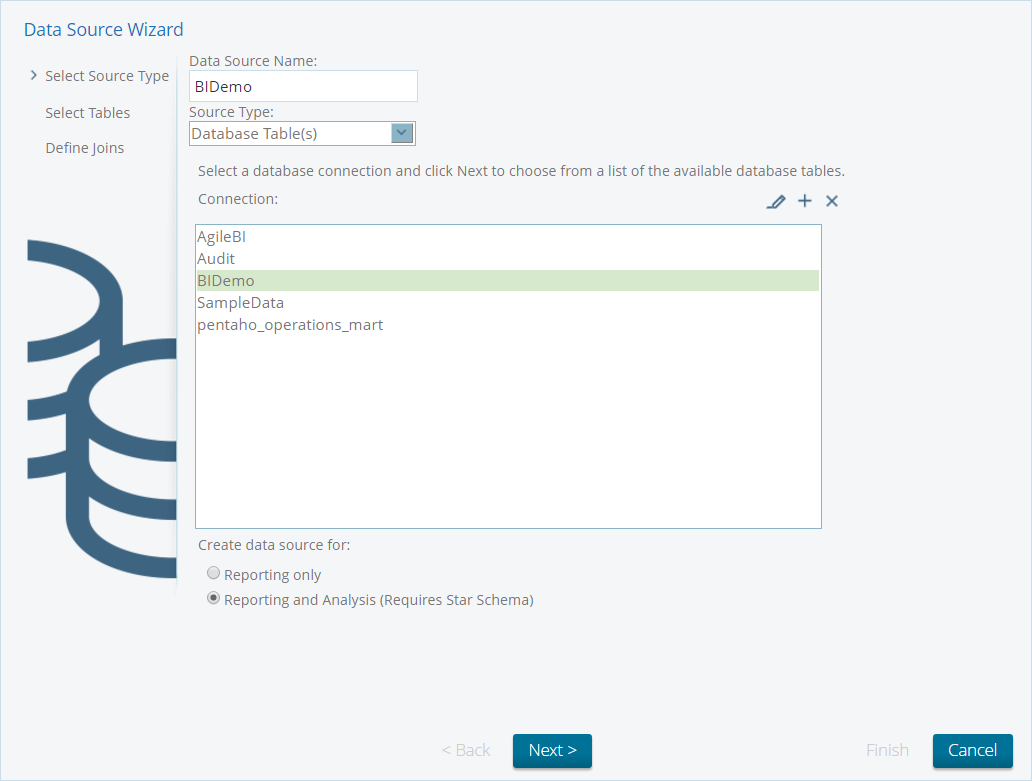 Data Source Wizard
Select Source Type
Select Tables
Define Joins
Data Source Name:
BIDemo
Source Type:
Database Table(s)
Select a database connection and click Next to choose from a list of the available database tables.
Connection:
AgileBI
Audit
BIDemo
SampleData
pentaho_operations_mart
Create data source for:
Reporting only
Reporting and Analysis (Requires Star Schema)
< Back
Next >
Finish
Cancel